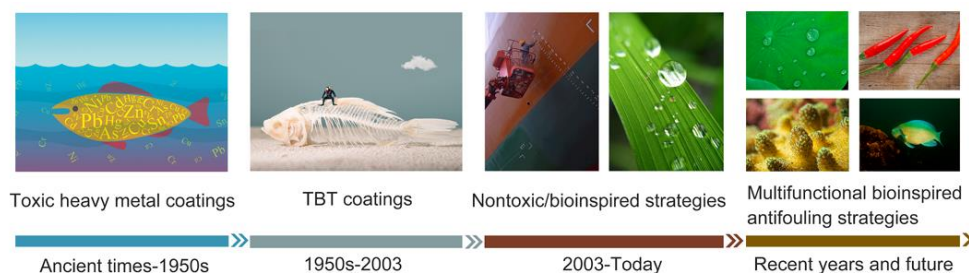 Toxic heavy metal coatings
TBT coatings
Nontoxic/bioinspired strategies
Multifunctional bioinspired
antifouling strategies
Ancient times-1950s
1950s-2003
2003-Today
Recent years and future